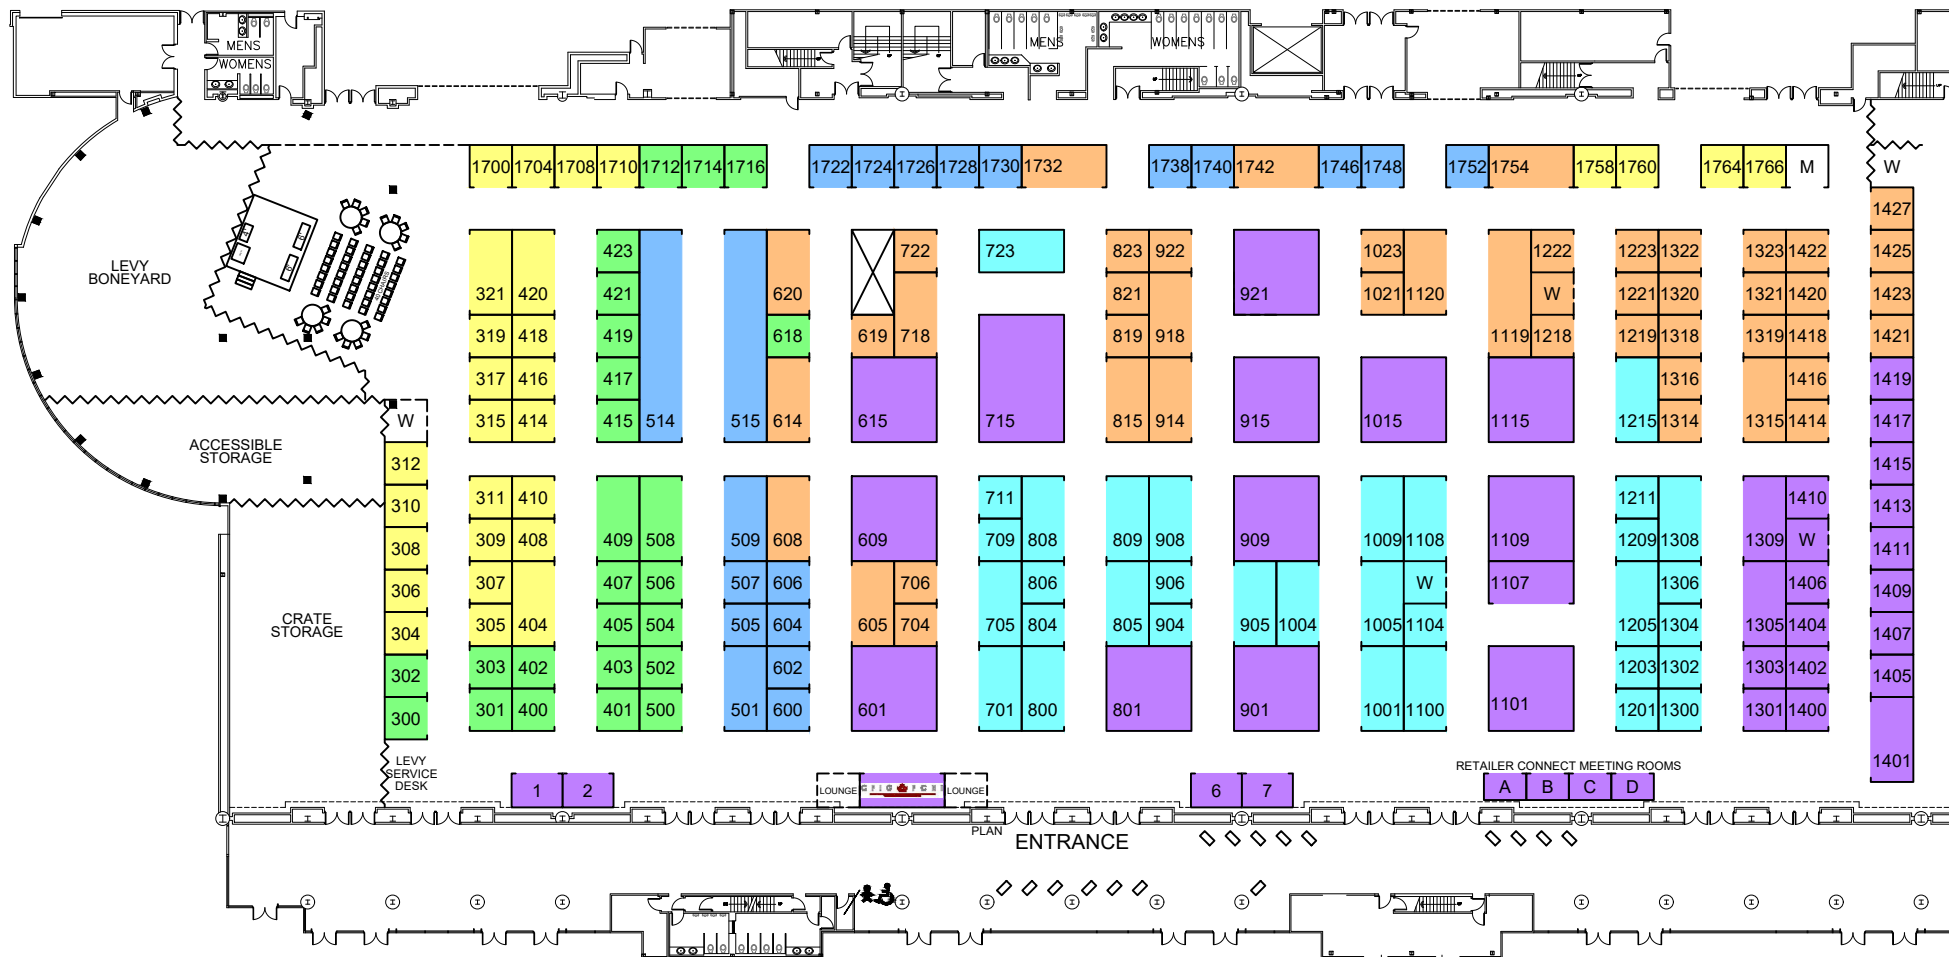 MENS
WOMENS
MENS
WOMENS
1700 1704 1708 1710 1712 1714 1716 1722 1724 1726 1728 1730 1732 1738 1740 1742 1746 1748 1752 1754 1758 1760 1764 1766 M W
1427
423 722 723 823 922 1023 1222 1223 1322 1323 1422 1425
LEVY
BONEYARD
321 420 421 620 821 921 1021 1120 W 1221 1320 1321 1420 1423
319 418 419 618 619 718 819 918 1119 1218 1219 1318 1319 1418 1421
317 416 417 1316 1416 1419
W 315 414 415 514 515 614 615 715 815 914 915 1015 1115 1215 1314 1315 1414 1417
ACCESSIBLE
STORAGE
312 1415
310 311 410 711 1211 1410 1413
308 309 408 409 508 509 608 609 709 808 809 908 909 1009 1108 1109 1209 1308 1309 W 1411
306 307 407 506 507 606 706 806 906 W 1107 1306 1406 1409
CRATE
STORAGE
304 305 404 405 504 505 604 605 704 705 804 805 904 905 1004 1005 1104 1205 1304 1305 1404 1407
302 303 402 403 502 602 1203 1302 1303 1402 1405
300 301 400 401 500 501 600 601 701 800 801 901 1001 1100 1101 1201 1300 1301 1400
1401
LEVY
SERVICE
DESK
RETAILER CONNECT MEETING ROOMS
1 2 LOUNGE LOUNGE 6 7 A B C D
PLAN
ENTRANCE